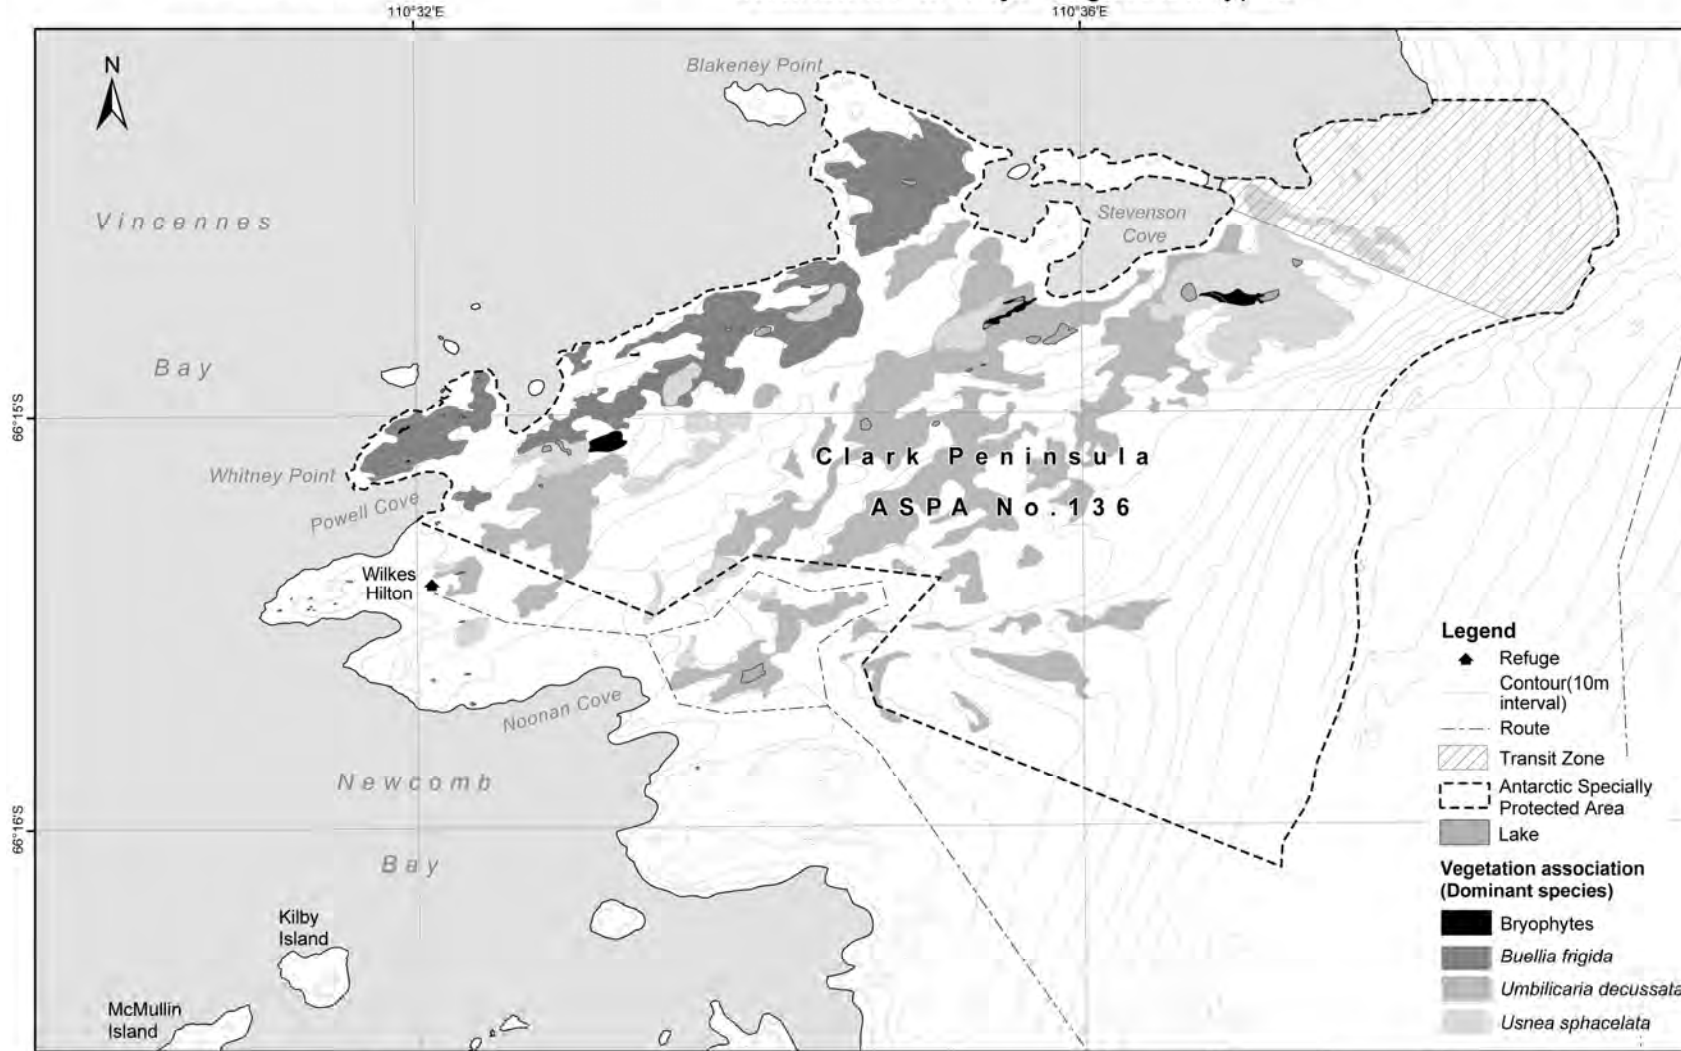 110°32'E
110°36'E
N
Blakeney Point
Vincennes
Stevenson
Cove
Bay
66°15'S
Clark Peninsula
Whitney Point
ASPA No.136
Powell Cove
Wilkes
Hilton
Noonan Cove
Newcomb
66°16'S
Bay
Kilby
Island
McMullin
Island
Legend
Refuge
Contour(10m
interval)
Route
Transit Zone
Antarctic Specially
Protected Area
Lake
Vegetation association
(Dominant species)
Bryophytes
Buellia frigida
Umbilicaria decussata
Usnea sphacelata